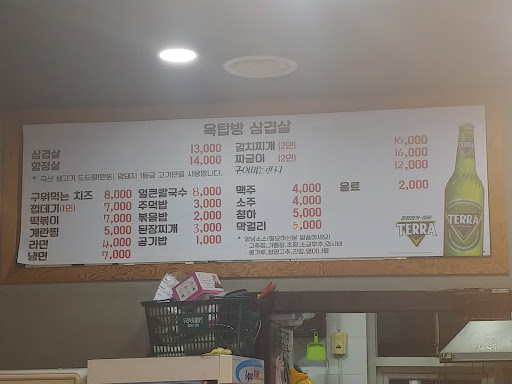 육탑방 삼겹살
삼겹살 13,000
항정살 14,000
김치찌개 (2인) 16,000
짜글이 (2인) 16,000
12,000
* 국산 생고기 도드람(한돈) 암돼지 1등급 고기만을 사용합니다.
구워먹는 치즈 8,000
껍데기(1인) 7,000
떡볶이 7,000
계란찜 5,000
라면 4,000
냉면 7,000
얼큰칼국수 8,000
주먹밥 3,000
볶음밥 2,000
된장찌개 3,000
공기밥 1,000
맥주 4,000
소주 4,000
청하 5,000
막걸리 5,000
음료 2,000
TERRA
TERRA